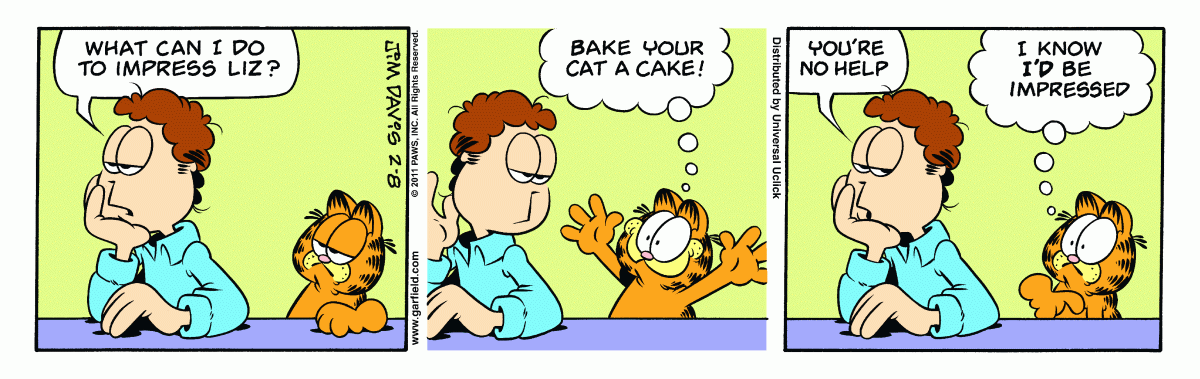 WHAT CAN I DO
TO IMPRESS LIZ?
JIM DAVIS 2-8
© 2011 PAWS, INC. All Rights Reserved.
www.garfield.com
BAKE YOUR
CAT A CAKE!
Distributed by Universal Uclick
YOU'RE
NO HELP
I KNOW
I'D BE
IMPRESSED